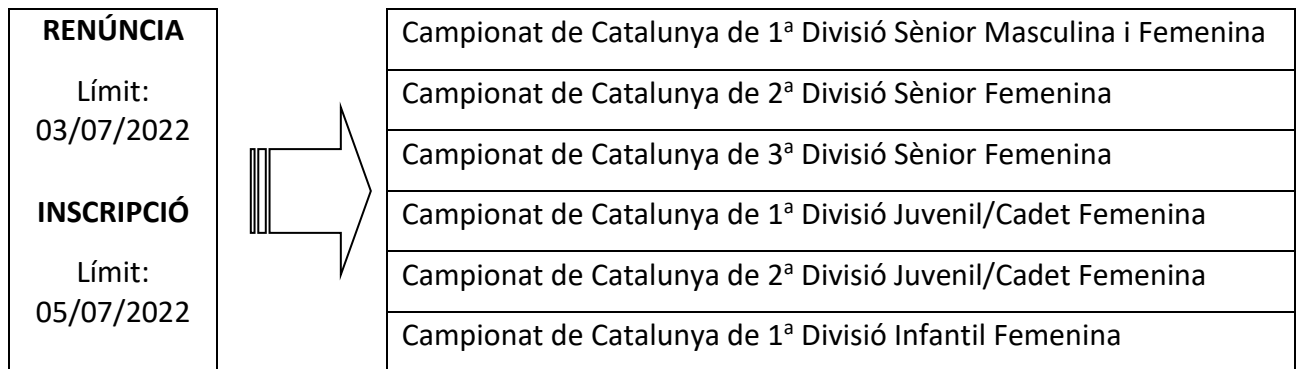 RENÚNCIA
Límit:
03/07/2022
INSCRIPCIÓ
Límit:
05/07/2022
Campionat de Catalunya de 1ª Divisió Sènior Masculina i Femenina
Campionat de Catalunya de 2ª Divisió Sènior Femenina
Campionat de Catalunya de 3ª Divisió Sènior Femenina
Campionat de Catalunya de 1ª Divisió Juvenil/Cadet Femenina
Campionat de Catalunya de 2ª Divisió Juvenil/Cadet Femenina
Campionat de Catalunya de 1ª Divisió Infantil Femenina